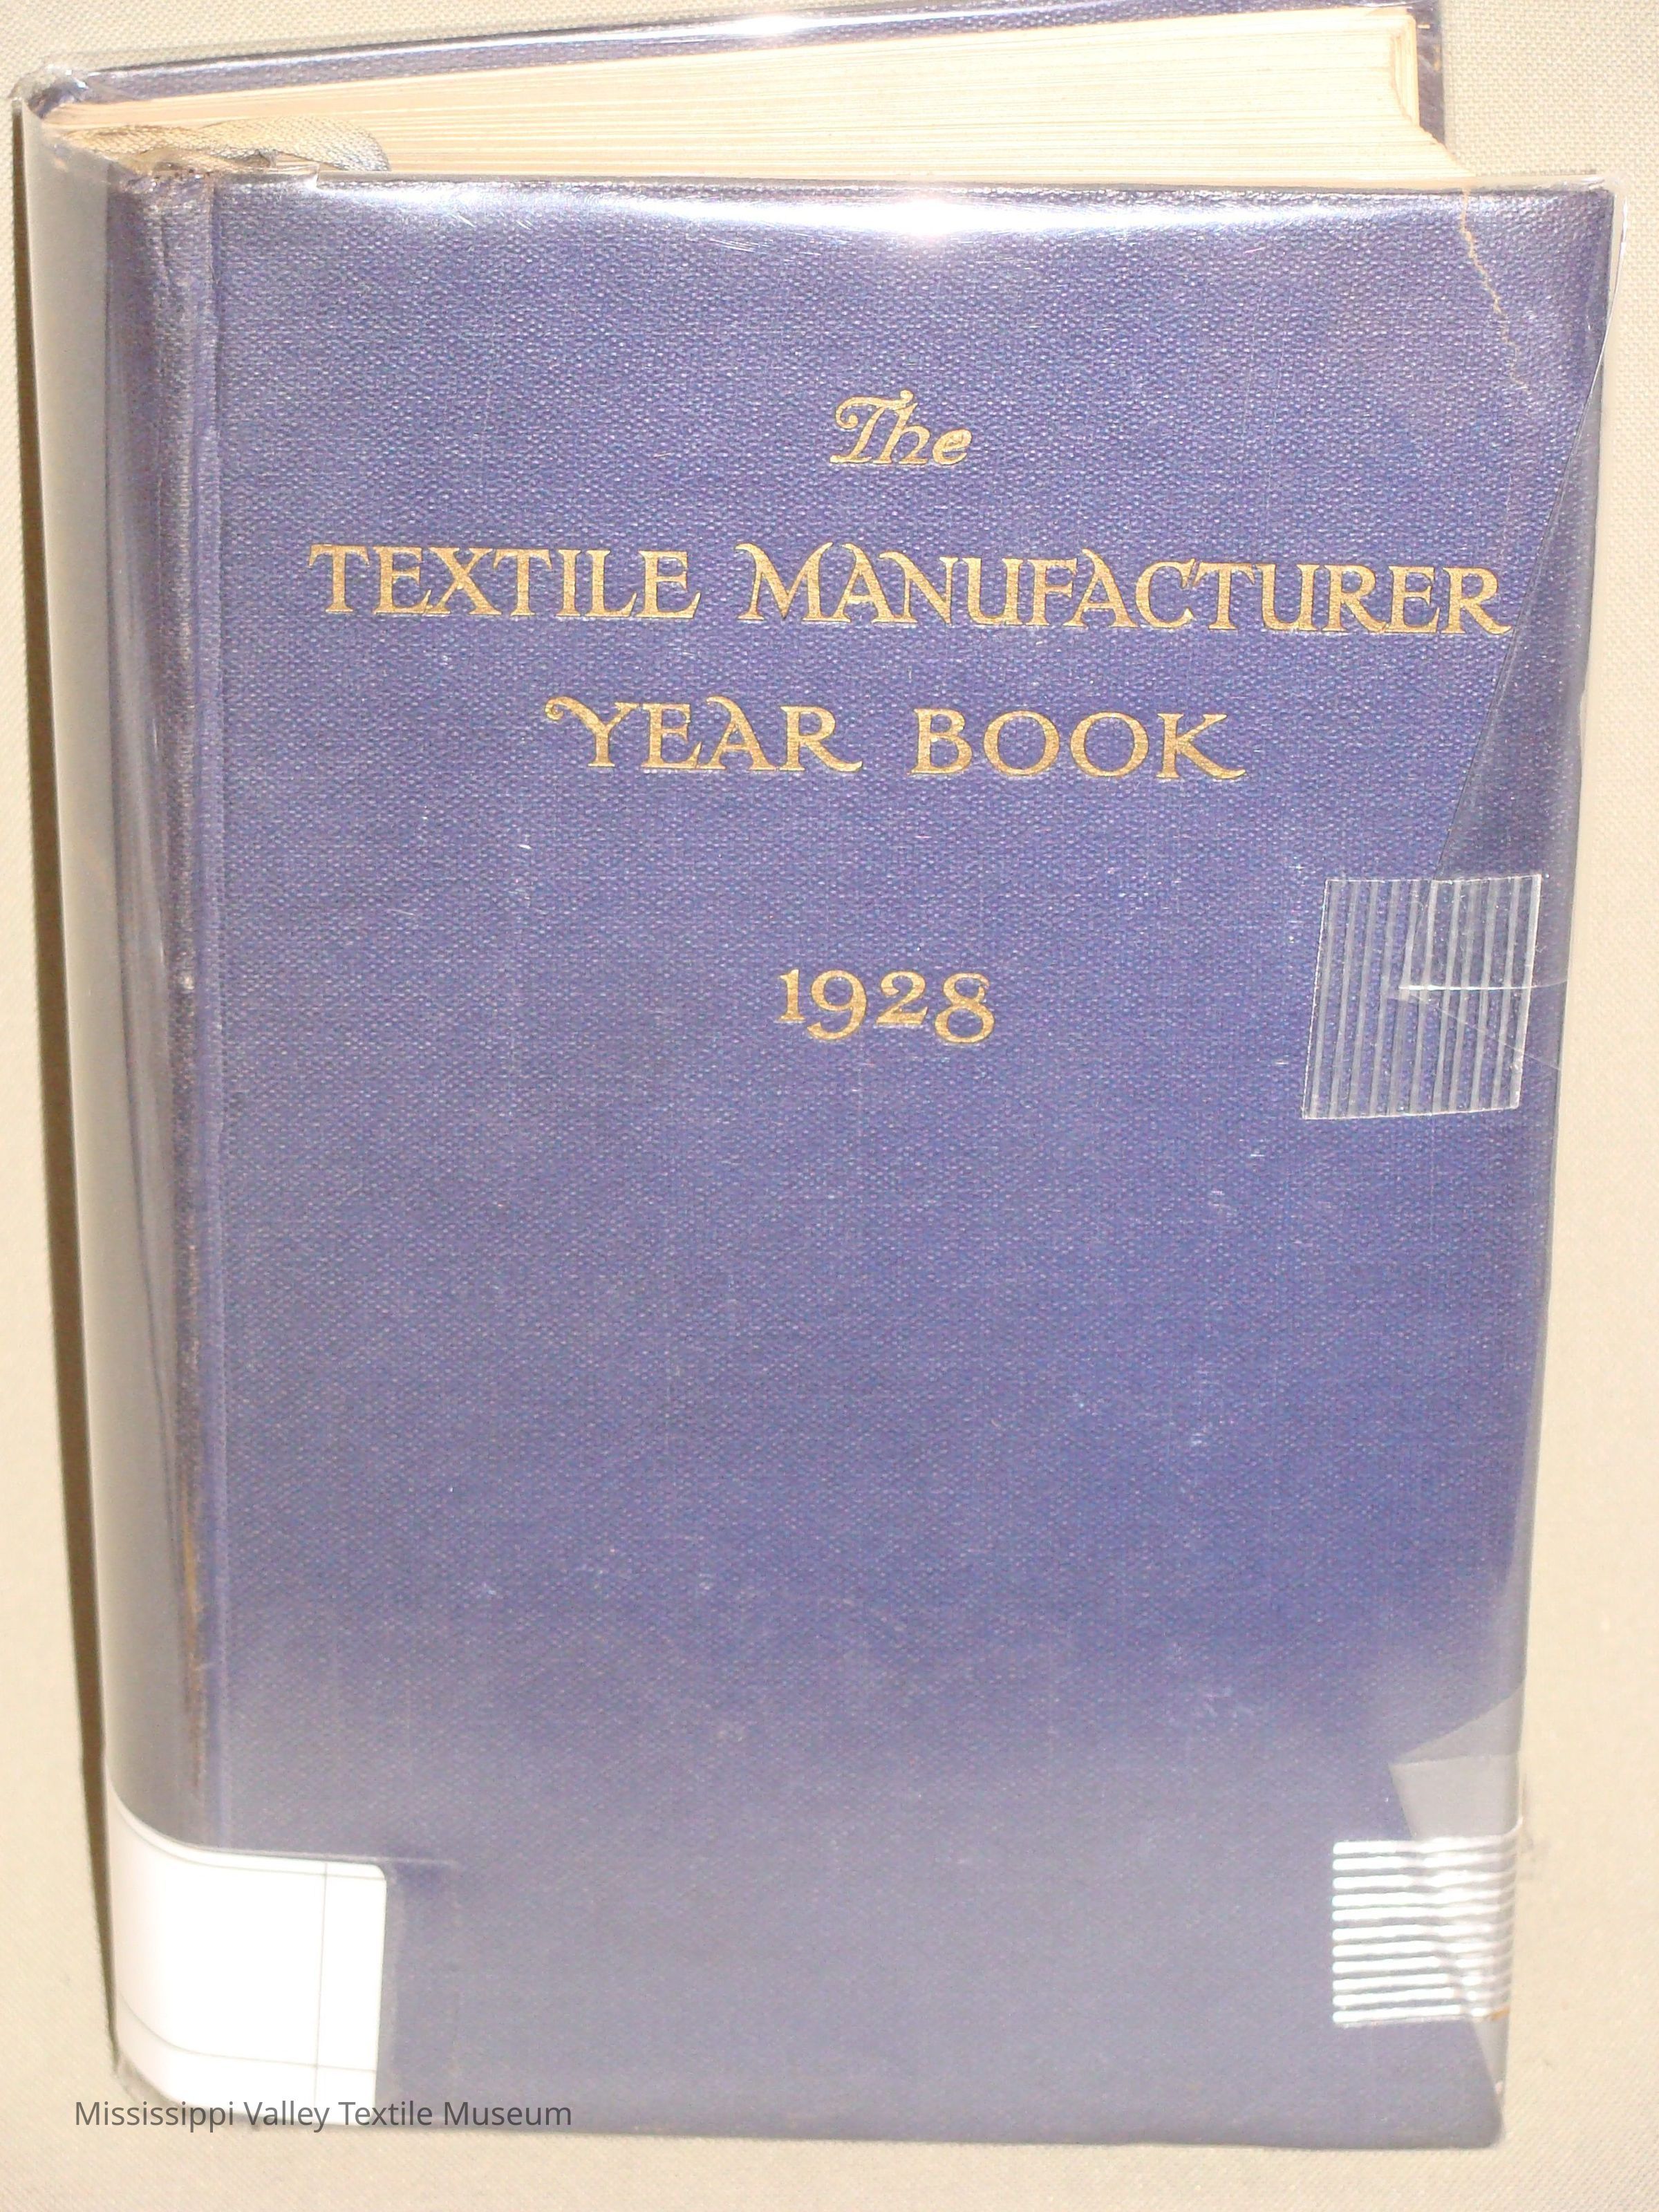 The
TEXTILE MANUFACTURER
YEAR BOOK
1928
Mississippi Valley Textile Museum